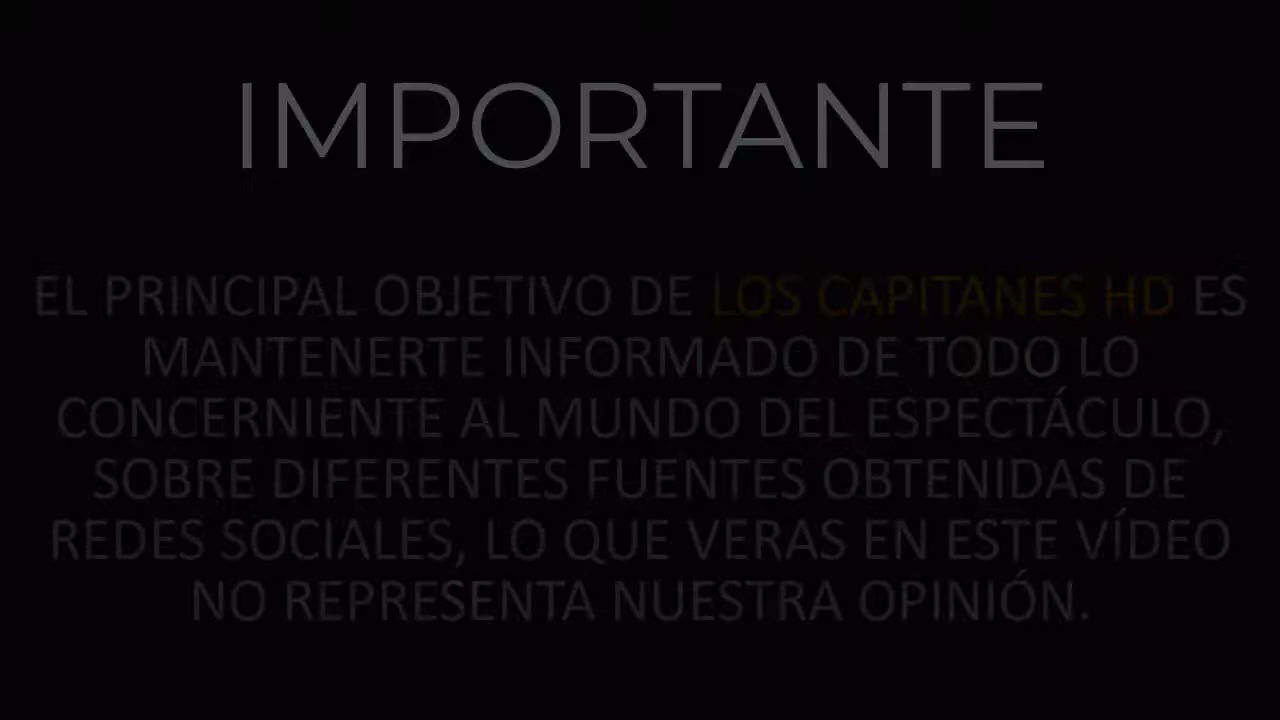 IMPORTANTE
EL PRINCIPAL OBJETIVO DE LOS CAPITANES HD ES
MANTENERTE INFORMADO DE TODO LO
CONCERNIENTE AL MUNDO DEL ESPECTÁCULO,
SOBRE DIFERENTES FUENTES OBTENIDAS DE
REDES SOCIALES, LO QUE VERAS EN ESTE VÍDEO
NO REPRESENTA NUESTRA OPINIÓN.